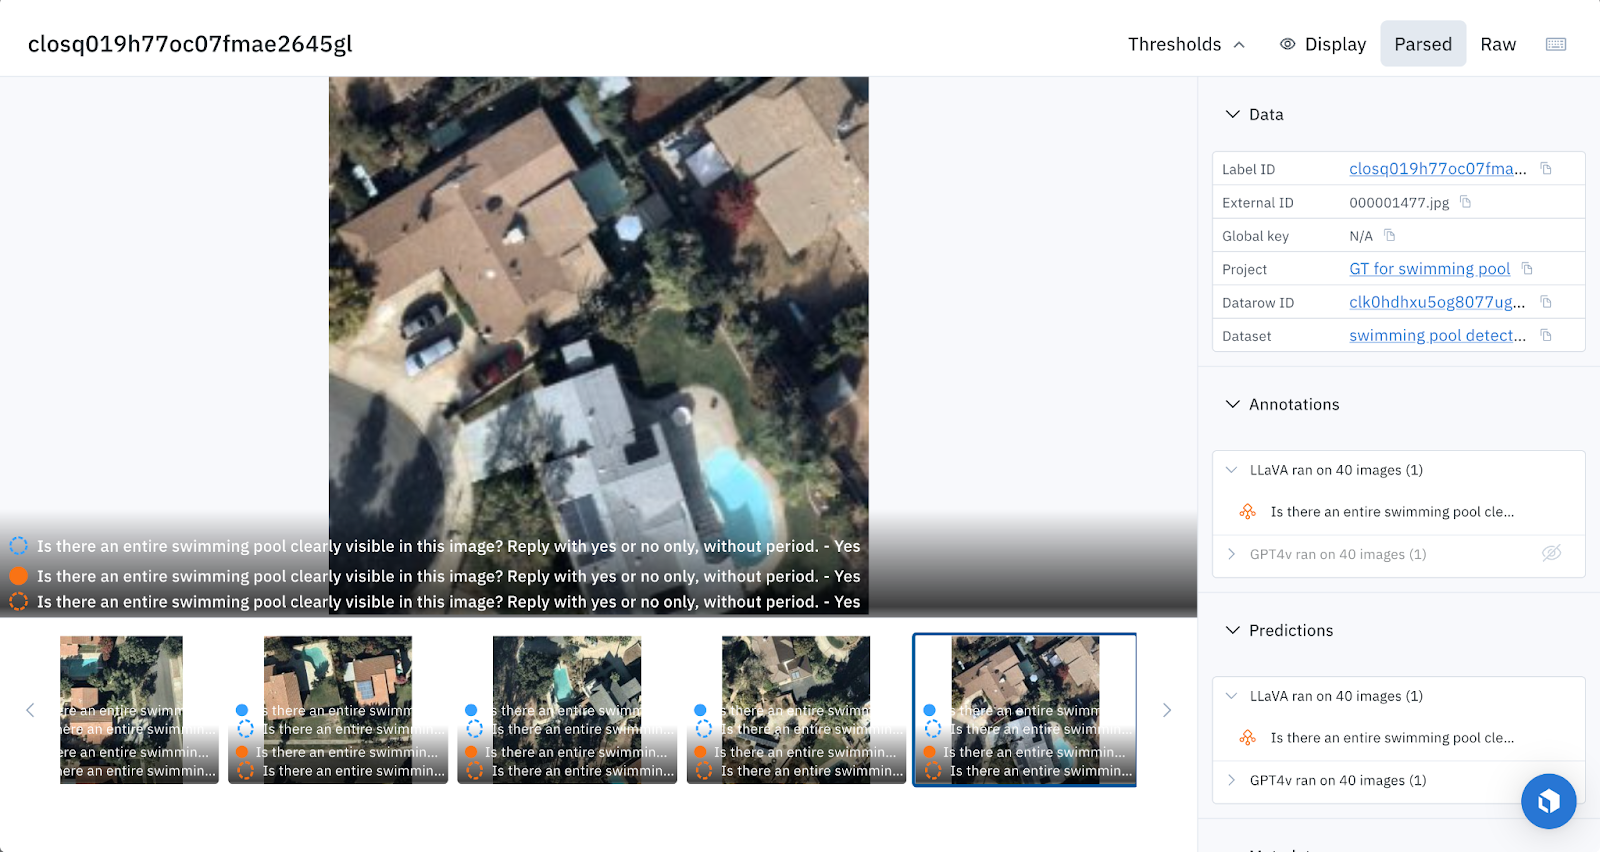 closq019h77oc07fmae2645gl
Thresholds
Display
Parsed
Raw
Data
Label ID closq019h77oc07fma...
External ID 000001477.jpg
Global key N/A
Project GT for swimming pool
Datarow ID clk0hdhxu5og8077ug...
Dataset swimming pool detect...
Annotations
LLaVA ran on 40 images (1)
Is there an entire swimming pool cle...
GPT4v ran on 40 images (1)
Predictions
LLaVA ran on 40 images (1)
Is there an entire swimming pool cle...
GPT4v ran on 40 images (1)
Is there an entire swimming pool clearly visible in this image? Reply with yes or no only, without period. - Yes
Is there an entire swimming pool clearly visible in this image? Reply with yes or no only, without period. - Yes
Is there an entire swimming pool clearly visible in this image? Reply with yes or no only, without period. - Yes
ere an entire swimm
ere an entire swimmin...
ere an entire swimmin...
ere an entire swimmin...
s there an entire swimm
Is there an entire swimmin...
Is there an entire swimmin...
Is there an entire swimmin...
s there an entire swimm
Is there an entire swimmin...
Is there an entire swimmin...
Is there an entire swimmin...
s there an entire swimm
Is there an entire swimmin...
Is there an entire swimmin...
Is there an entire swimmin...
s there an entire swimm
Is there an entire swimmin...
Is there an entire swimmin...
Is there an entire swimmin...